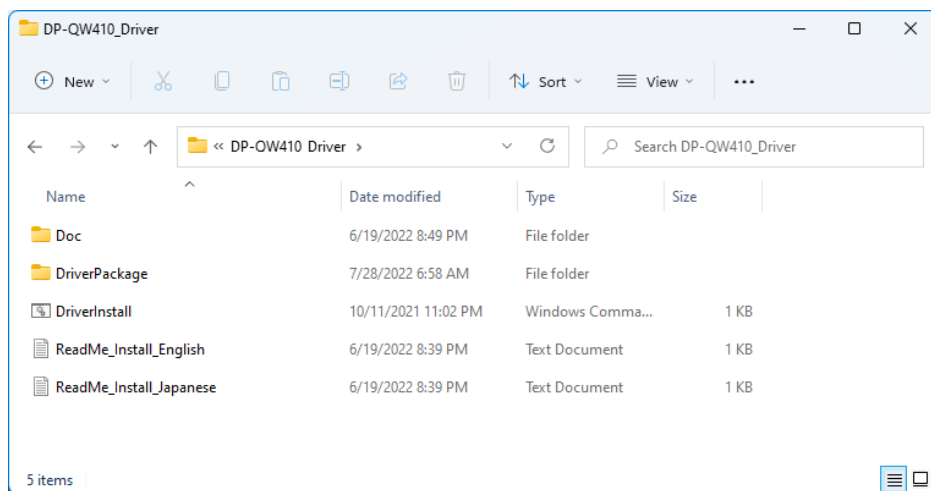 DP-QW410_Driver
New Sort View
« DP-QW410 Driver > Search DP-QW410_Driver
Name Date modified Type Size
Doc 6/19/2022 8:49 PM File folder
DriverPackage 7/28/2022 6:58 AM File folder
DriverInstall 10/11/2021 11:02 PM Windows Comma... 1 KB
ReadMe_Install_English 6/19/2022 8:39 PM Text Document 1 KB
ReadMe_Install_Japanese 6/19/2022 8:39 PM Text Document 1 KB
5 items